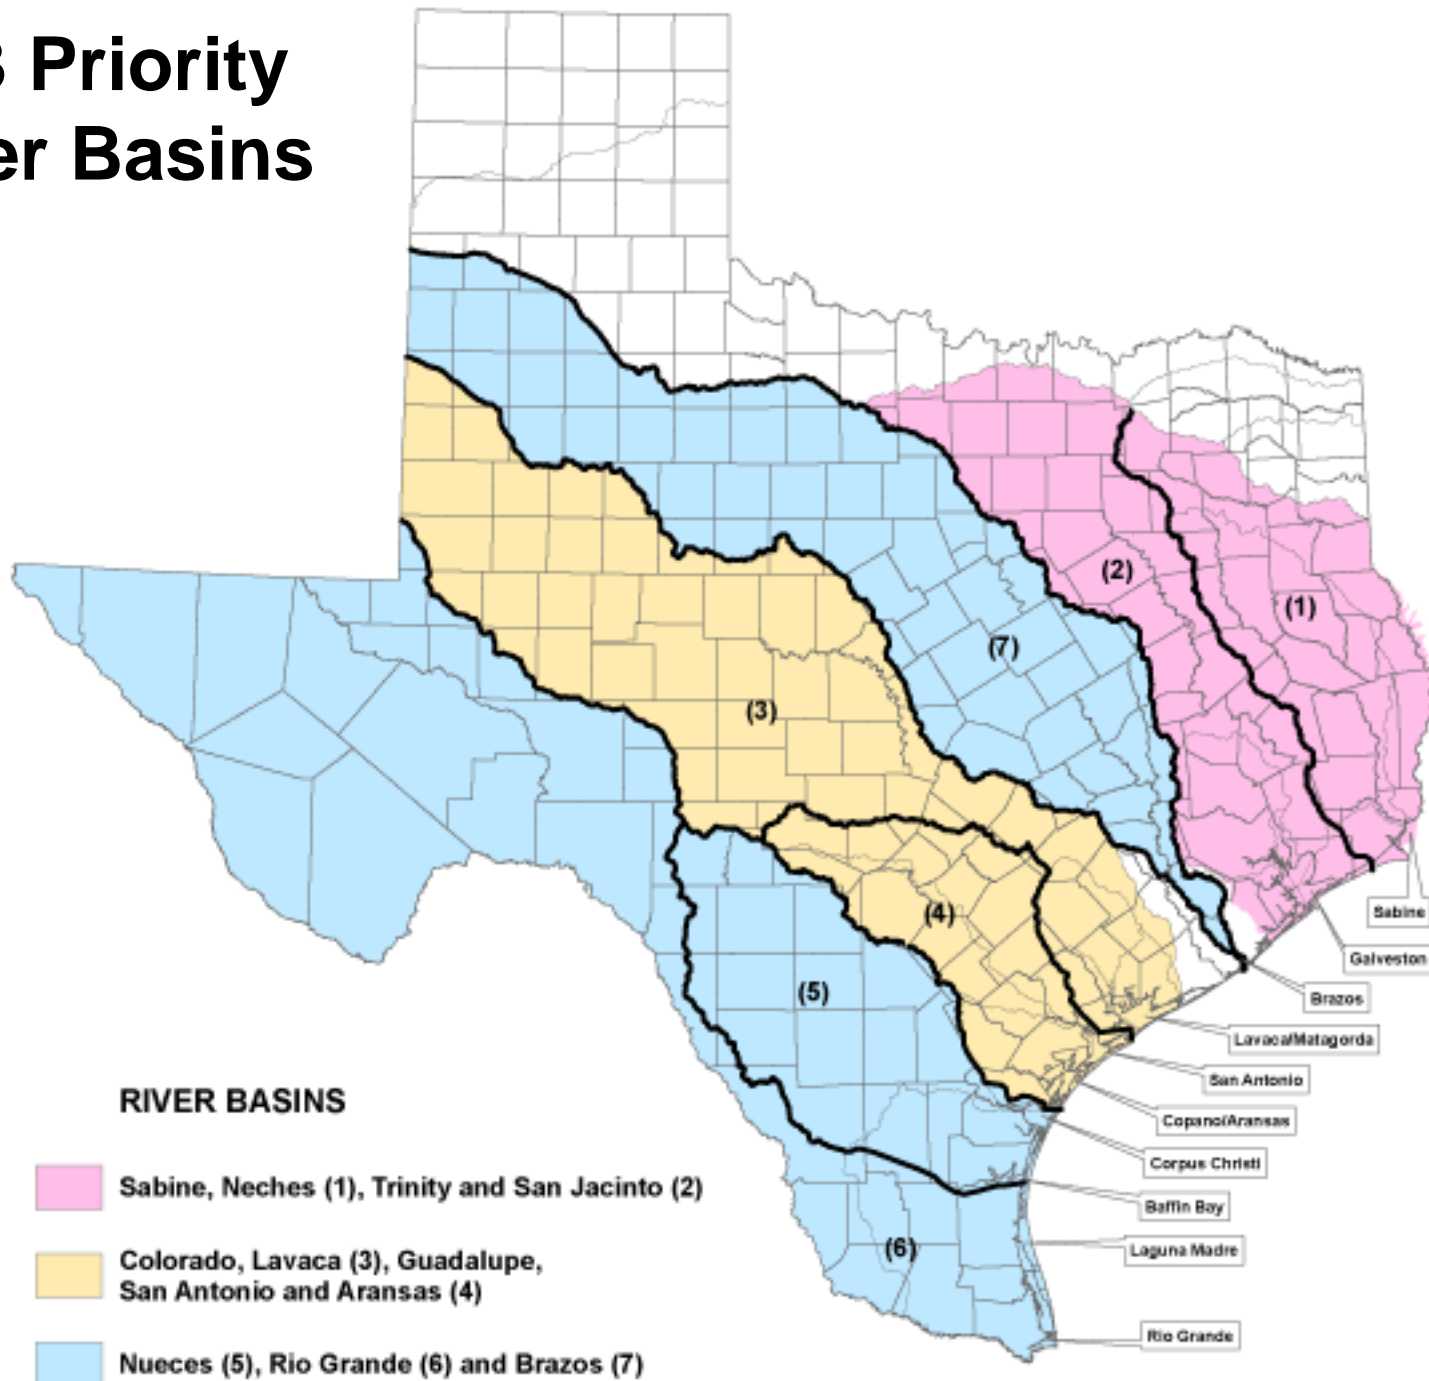 3 Priority
er Basins
(2)
(1)
(7)
(3)
(4)
(5)
(6)
Sabine
Galveston
Brazos
Lavaca/Matagorda
San Antonio
Copano/Aransas
Corpus Christi
Baffin Bay
Laguna Madre
Rio Grande
RIVER BASINS
Sabine, Neches (1), Trinity and San Jacinto (2)
Colorado, Lavaca (3), Guadalupe,
San Antonio and Aransas (4)
Nueces (5), Rio Grande (6) and Brazos (7)